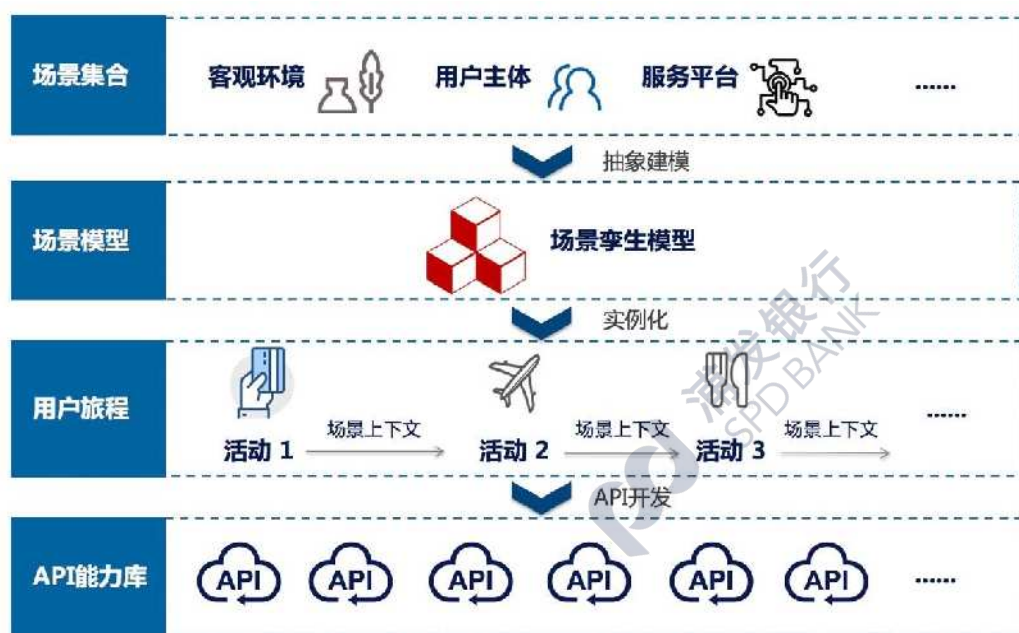 场景集合 客观环境 用户主体 服务平台 ......
抽象建模
场景模型 场景孪生模型
实例化
用户旅程 活动 1 场景上下文 活动 2 场景上下文 活动 3 场景上下文 ......
API开发
API能力库 API API API API API API ......
浦发银行
SPD BANK